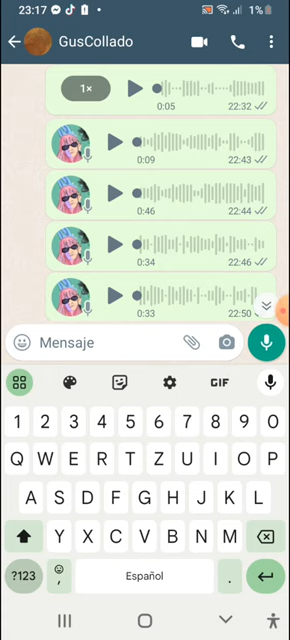 23:17 1%
GusCollado
1×
0:05 22:32
0:09 22:43
0:46 22:44
0:34 22:46
0:33 22:50
Mensaje
GIF
1 2 3 4 5 6 7 8 9 0
Q W E R T Z U I O P
A S D F G H J K L
Y X C V B N M
?123 , Español .